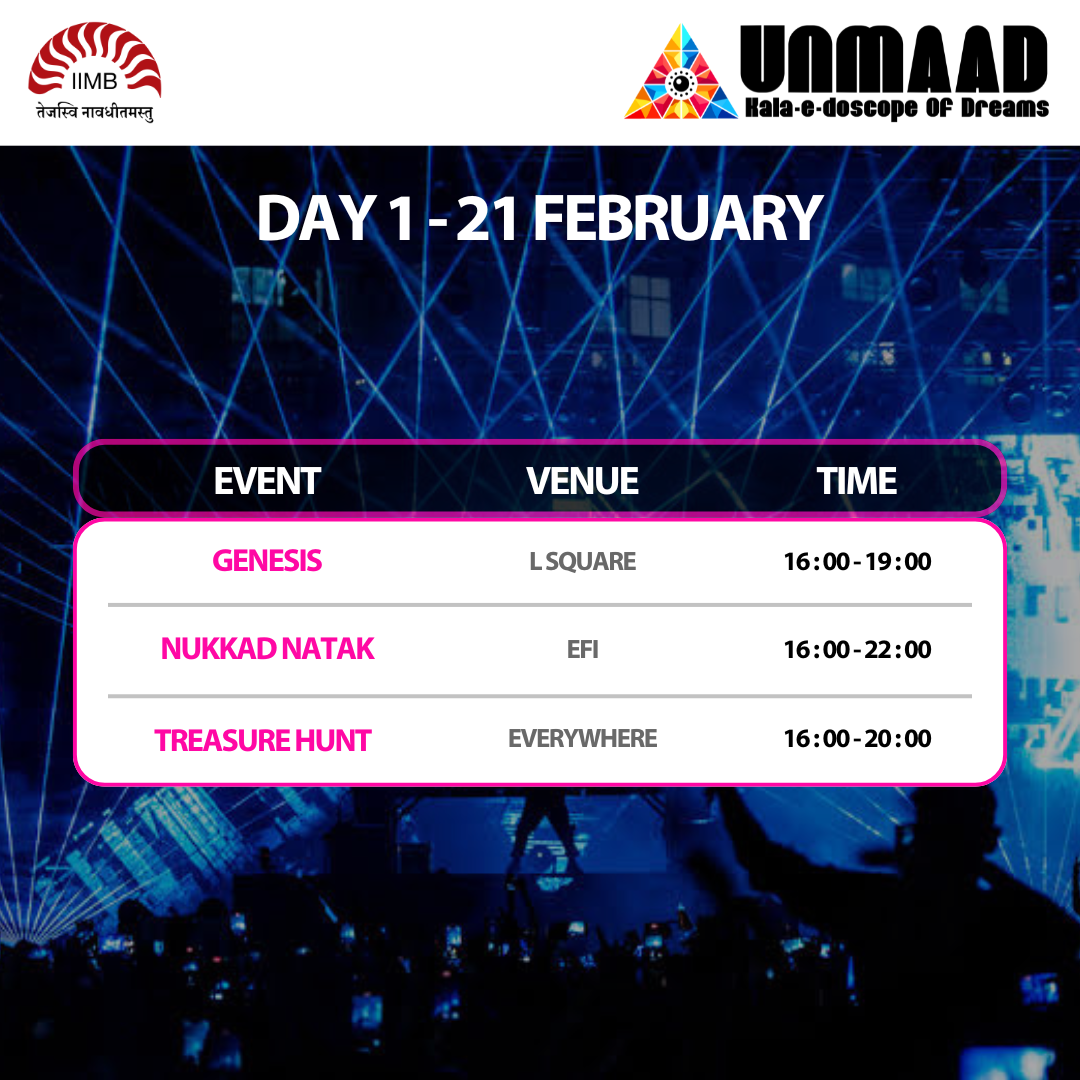 IIMB
तेजस्वि नावधीतमस्तु
UNMAAD
Kala-e-doscope Of Dreams
DAY 1 - 21 FEBRUARY
EVENT VENUE TIME
GENESIS L SQUARE 16:00 - 19:00
NUKKAD NATAK EFI 16:00 - 22:00
TREASURE HUNT EVERYWHERE 16:00 - 20:00